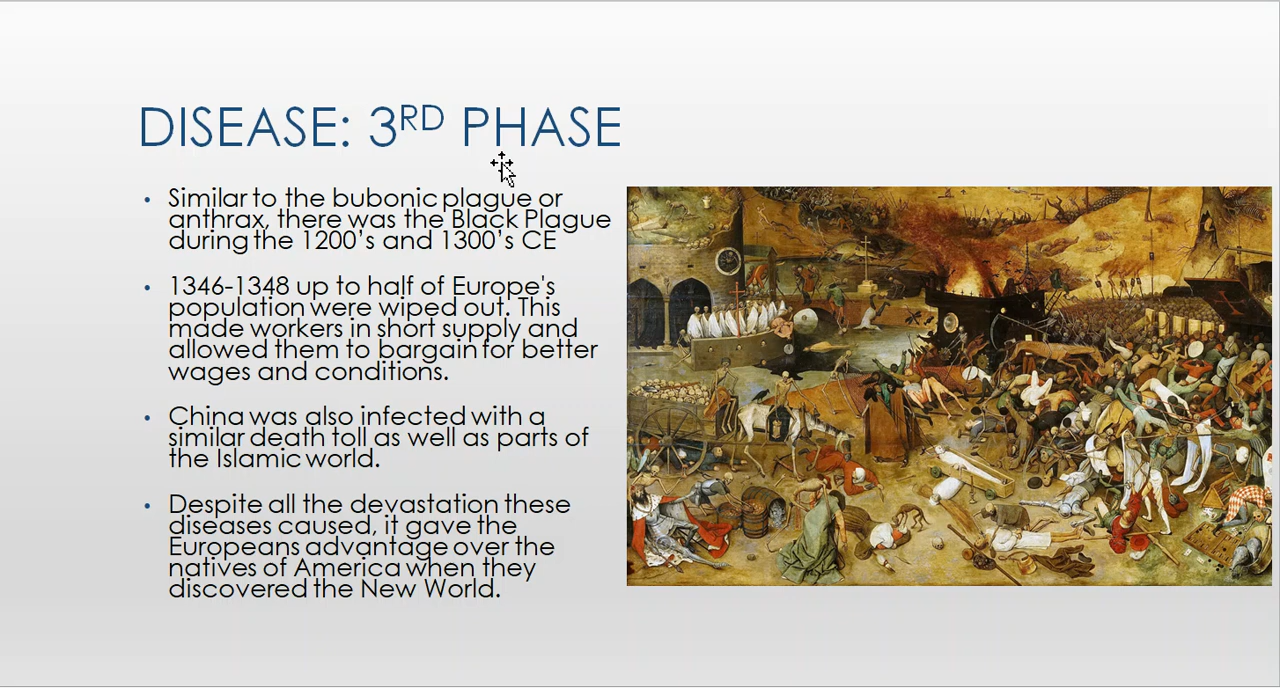 DISEASE: 3RD PHASE
• Similar to the bubonic plague or
anthrax, there was the Black Plague
during the 1200’s and 1300’s CE
• 1346-1348 up to half of Europe's
population were wiped out. This
made workers in short supply and
allowed them to bargain for better
wages and conditions.
• China was also infected with a
similar death toll as well as parts of
the Islamic world.
• Despite all the devastation these
diseases caused, it gave the
Europeans advantage over the
natives of America when they
discovered the New World.